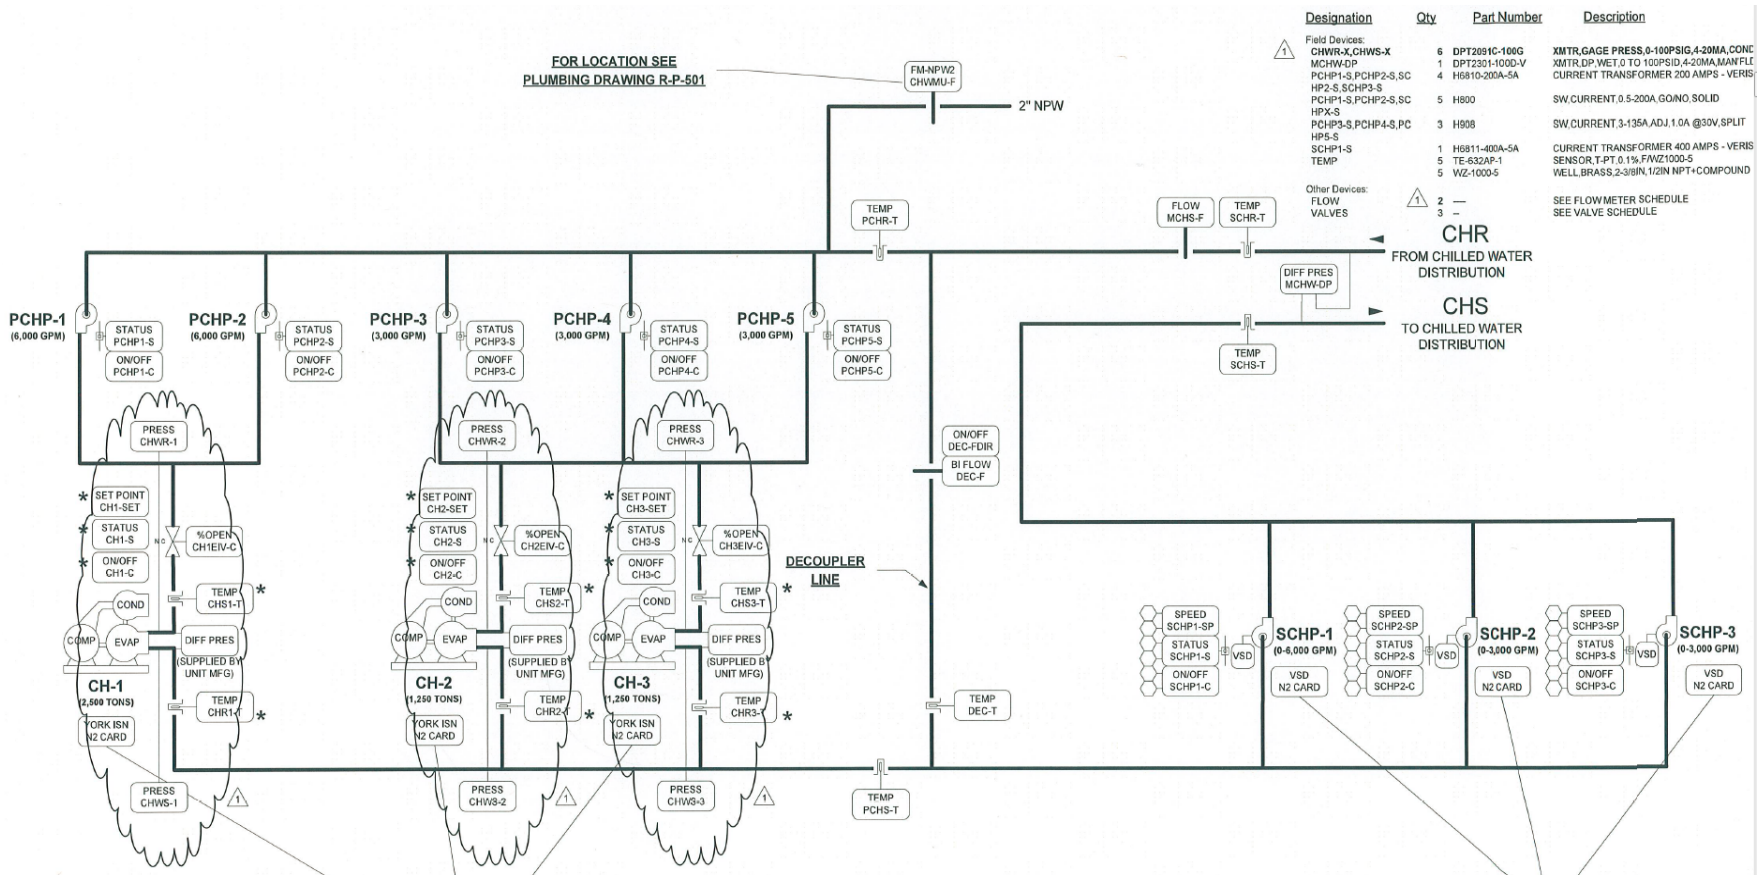 Designation Qty Part Number Description
Field Devices:
1
CHWR-X,CHWS-X 6 DPT2091C-100G XMTR,GAGE PRESS,0-100PSIG,4-20MA,COND
MCHW-DP 1 DPT2301-100D-V XMTR,DP,WET,0 TO 100PSID,4-20MA,MANFLD
PCHP1-S,PCHP2-S,SC 4 H6810-200A-5A CURRENT TRANSFORMER 200 AMPS - VERIS
HP2-S,SCHP3-S
PCHP1-S,PCHP2-S,SC 5 H800 SW,CURRENT,0.5-200A,GO/NO,SOLID
HPX-S
PCHP3-S,PCHP4-S,PC 3 H908 SW,CURRENT,3-135A,ADJ,1.0A @30V,SPLIT
HP5-S
SCHP1-S 1 H6811-400A-5A CURRENT TRANSFORMER 400 AMPS - VERIS
TEMP 5 TE-632AP-1 SENSOR,T-PT,0.1%,F/WZ1000-5
5 WZ-1000-5 WELL,BRASS,2-3/8IN,1/2IN NPT+COMPOUND
Other Devices:
FLOW 1 2 — SEE FLOW METER SCHEDULE
VALVES 3 – SEE VALVE SCHEDULE
FOR LOCATION SEE
PLUMBING DRAWING R-P-501
FM-NPW2
CHWMU-F
2" NPW
TEMP
PCHR-T
FLOW
MCHS-F
TEMP
SCHR-T
CHR
FROM CHILLED WATER
DISTRIBUTION
DIFF PRES
MCHW-DP
CHS
TO CHILLED WATER
DISTRIBUTION
TEMP
SCHS-T
PCHP-1
(6,000 GPM)
STATUS
PCHP1-S
ON/OFF
PCHP1-C
PCHP-2
(6,000 GPM)
STATUS
PCHP2-S
ON/OFF
PCHP2-C
PCHP-3
(3,000 GPM)
STATUS
PCHP3-S
ON/OFF
PCHP3-C
PCHP-4
(3,000 GPM)
STATUS
PCHP4-S
ON/OFF
PCHP4-C
PCHP-5
(3,000 GPM)
STATUS
PCHP5-S
ON/OFF
PCHP5-C
PRESS
CHWR-1
* SET POINT
CH1-SET
* STATUS
CH1-S
* ON/OFF
CH1-C
NC
%OPEN
CH1EIV-C
TEMP *
CHS1-T
COND
COMP
EVAP
DIFF PRES
(SUPPLIED BY
UNIT MFG)
CH-1
(2,500 TONS)
TEMP
CHR1-T *
YORK ISN
N2 CARD
PRESS
CHWS-1
1
PRESS
CHWR-2
* SET POINT
CH2-SET
* STATUS
CH2-S
* ON/OFF
CH2-C
NC
%OPEN
CH2EIV-C
TEMP *
CHS2-T
COND
COMP
EVAP
DIFF PRES
(SUPPLIED BY
UNIT MFG)
CH-2
(1,250 TONS)
TEMP
CHR2-T *
YORK ISN
N2 CARD
PRESS
CHWS-2
1
PRESS
CHWR-3
* SET POINT
CH3-SET
* STATUS
CH3-S
* ON/OFF
CH3-C
NC
%OPEN
CH3EIV-C
TEMP *
CHS3-T
COND
COMP
EVAP
DIFF PRES
(SUPPLIED B
UNIT MFG)
CH-3
(1,250 TONS)
TEMP
CHR3-T *
YORK ISN
N2 CARD
PRESS
CHWS-3
1
ON/OFF
DEC-FDIR
BI FLOW
DEC-F
DECOUPLER
LINE
TEMP
DEC-T
TEMP
PCHS-T
SPEED
SCHP1-SP
STATUS
SCHP1-S
ON/OFF
SCHP1-C
VSD
SCHP-1
(0-6,000 GPM)
VSD
N2 CARD
SPEED
SCHP2-SP
STATUS
SCHP2-S
ON/OFF
SCHP2-C
VSD
SCHP-2
(0-3,000 GPM)
VSD
N2 CARD
SPEED
SCHP3-SP
STATUS
SCHP3-S
ON/OFF
SCHP3-C
VSD
SCHP-3
(0-3,000 GPM)
VSD
N2 CARD